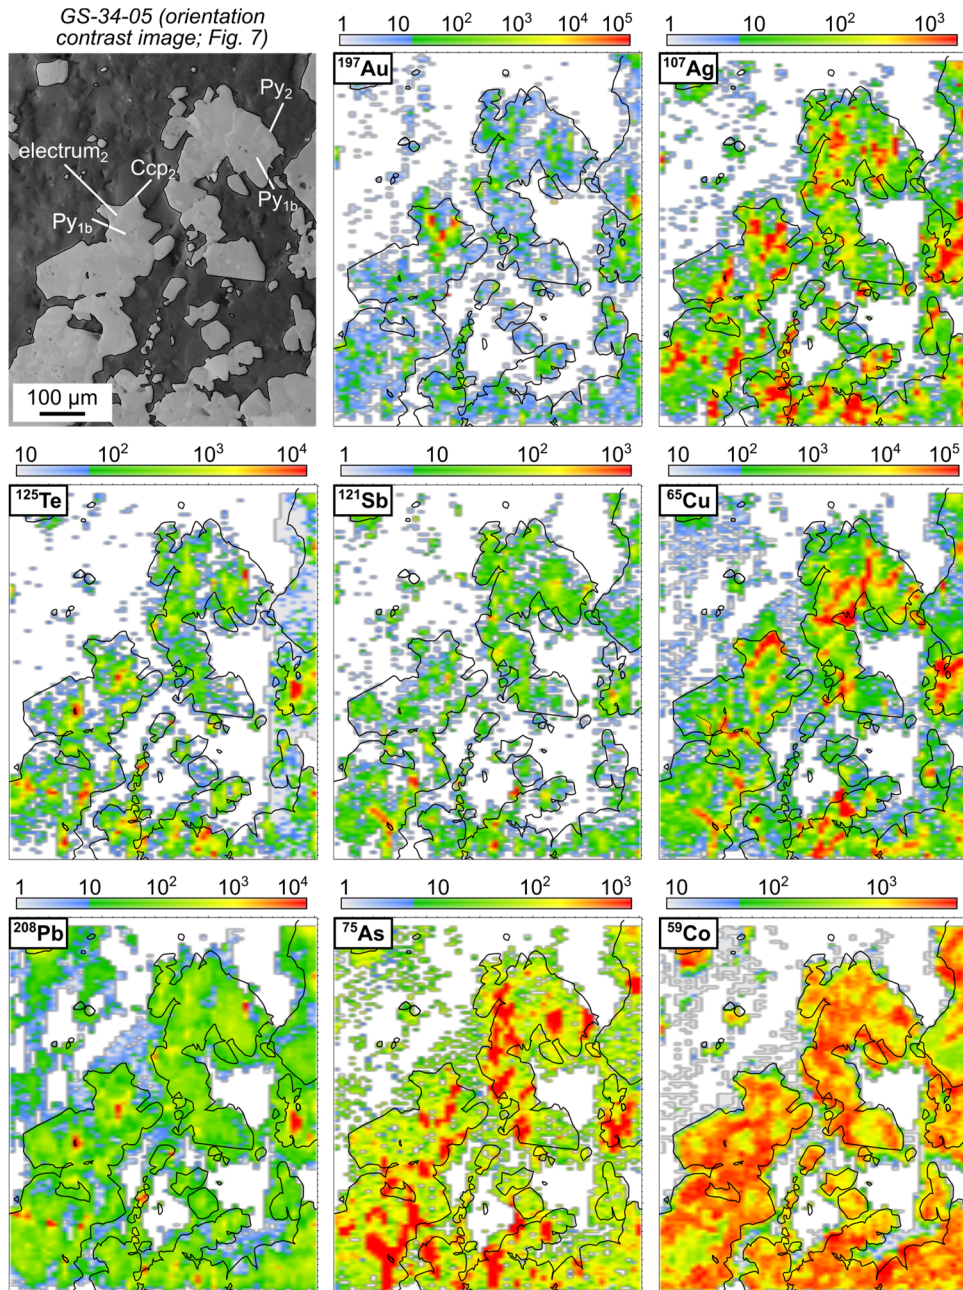 GS-34-05 (orientation
contrast image; Fig. 7)
Py₂
electrum₂
Ccp₂
Py₁b
Py₁b
100 µm
1 10 10² 10³ 10⁴ 10⁵
¹⁹⁷Au
1 10 10² 10³
¹⁰⁷Ag
10 10² 10³ 10⁴
¹²⁵Te
1 10 10² 10³
¹²¹Sb
10 10² 10³ 10⁴ 10⁵
⁶⁵Cu
1 10 10² 10³ 10⁴
²⁰⁸Pb
1 10 10² 10³
⁷⁵As
10 10² 10³
⁵⁹Co